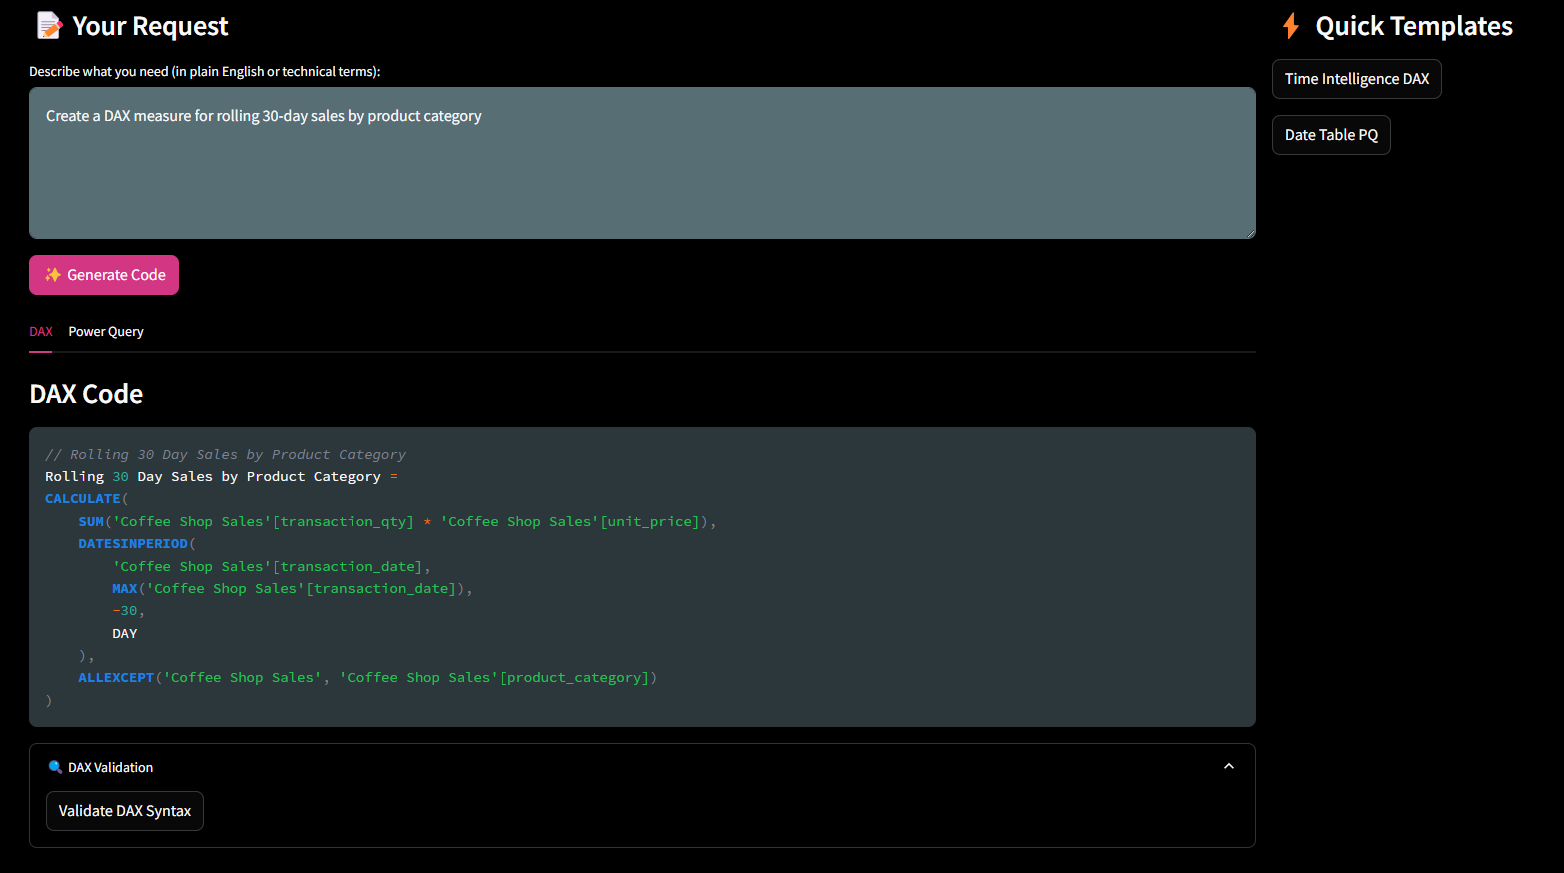 Your Request
Describe what you need (in plain English or technical terms):
Create a DAX measure for rolling 30-day sales by product category
Generate Code
DAX
Power Query
DAX Code
// Rolling 30 Day Sales by Product Category
Rolling 30 Day Sales by Product Category =
CALCULATE(
    SUM('Coffee Shop Sales'[transaction_qty] * 'Coffee Shop Sales'[unit_price]),
    DATESINPERIOD(
        'Coffee Shop Sales'[transaction_date],
        MAX('Coffee Shop Sales'[transaction_date]),
        -30,
        DAY
    ),
    ALLEXCEPT('Coffee Shop Sales', 'Coffee Shop Sales'[product_category])
)
DAX Validation
Validate DAX Syntax
Quick Templates
Time Intelligence DAX
Date Table PQ